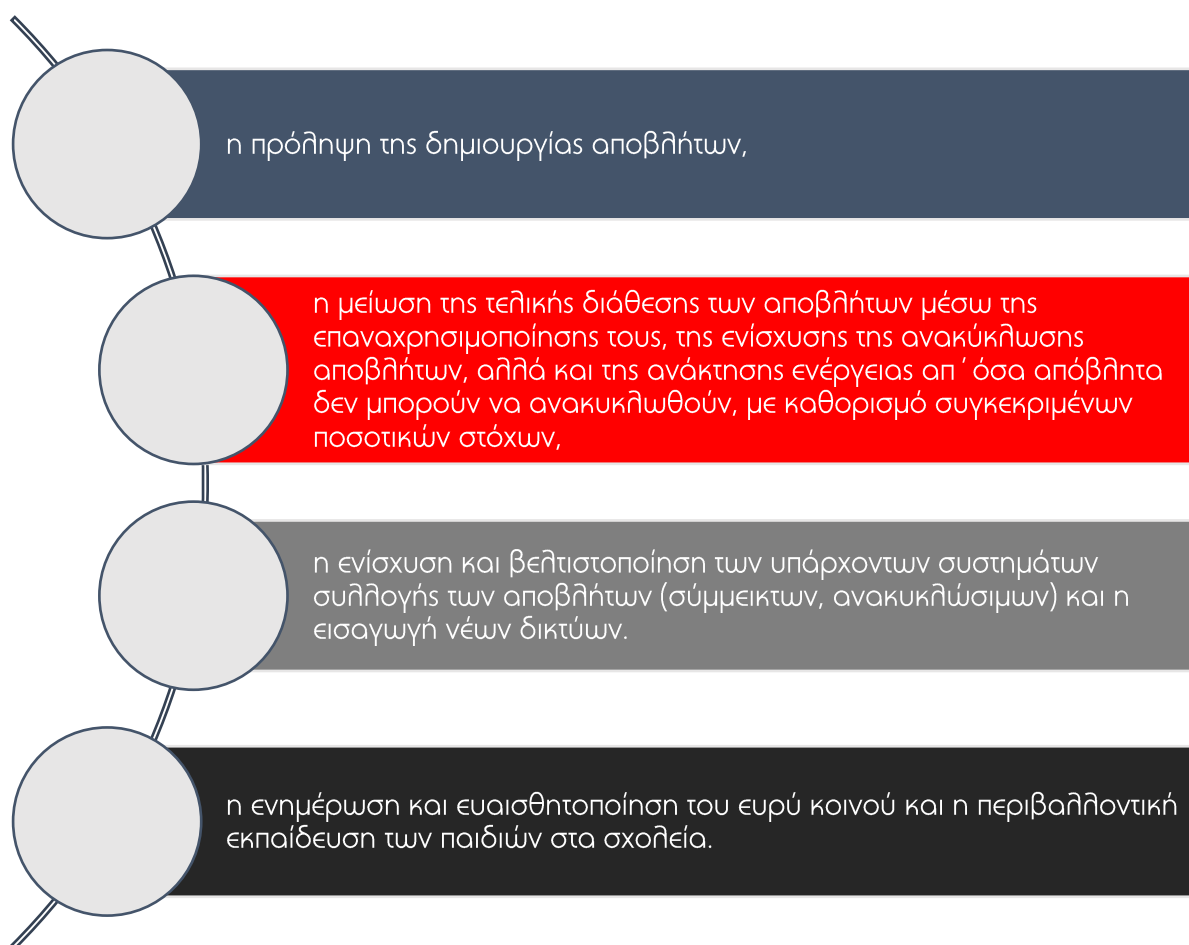 η πρόληψη της δημιουργίας αποβλήτων,
η μείωση της τελικής διάθεσης των αποβλήτων μέσω της
επαναχρησιμοποίησης τους, της ενίσχυσης της ανακύκλωσης
αποβλήτων, αλλά και της ανάκτησης ενέργειας απ΄όσα απόβλητα
δεν μπορούν να ανακυκλωθούν, με καθορισμό συγκεκριμένων
ποσοτικών στόχων,
η ενίσχυση και βελτιστοποίηση των υπάρχοντων συστημάτων
συλλογής των αποβλήτων (σύμμεικτων, ανακυκλώσιμων) και η
εισαγωγή νέων δικτύων.
η ενημέρωση και ευαισθητοποίηση του ευρύ κοινού και η περιβαλλοντική
εκπαίδευση των παιδιών στα σχολεία.